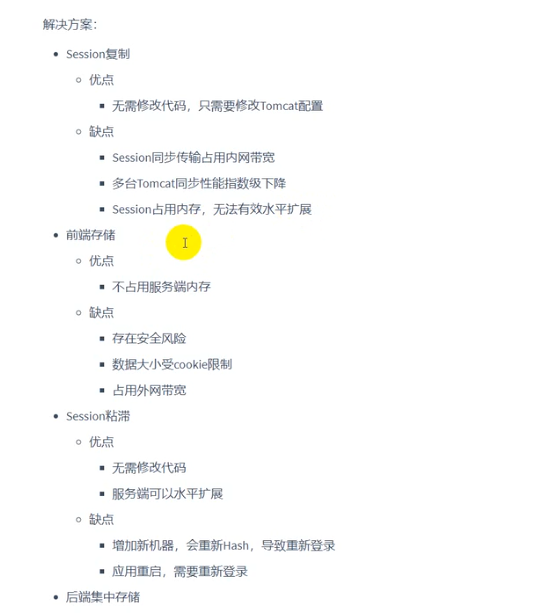 解决方案：
Session复制
优点
无需修改代码，只需要修改Tomcat配置
缺点
Session同步传输占用内网带宽
多台Tomcat同步性能指数级下降
Session占用内存，无法有效水平扩展
前端存储
优点
不占用服务端内存
缺点
存在安全风险
数据大小受cookie限制
占用外网带宽
Session粘滞
优点
无需修改代码
服务端可以水平扩展
缺点
增加新机器，会重新Hash，导致重新登录
应用重启，需要重新登录
后端集中存储